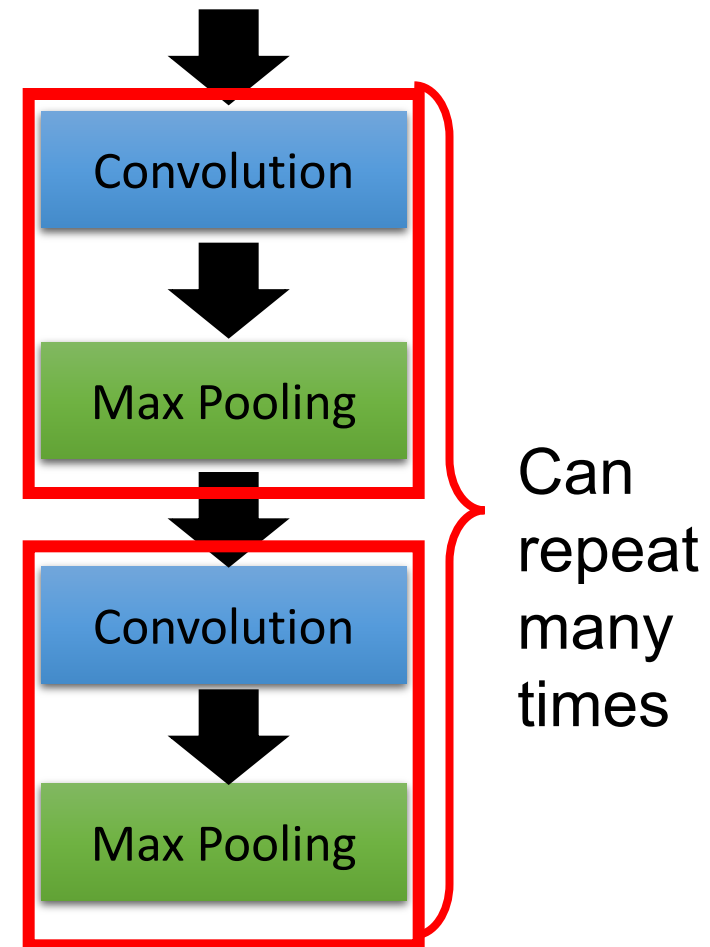 Convolution
Max Pooling
Convolution
Max Pooling
Can
repeat
many
times